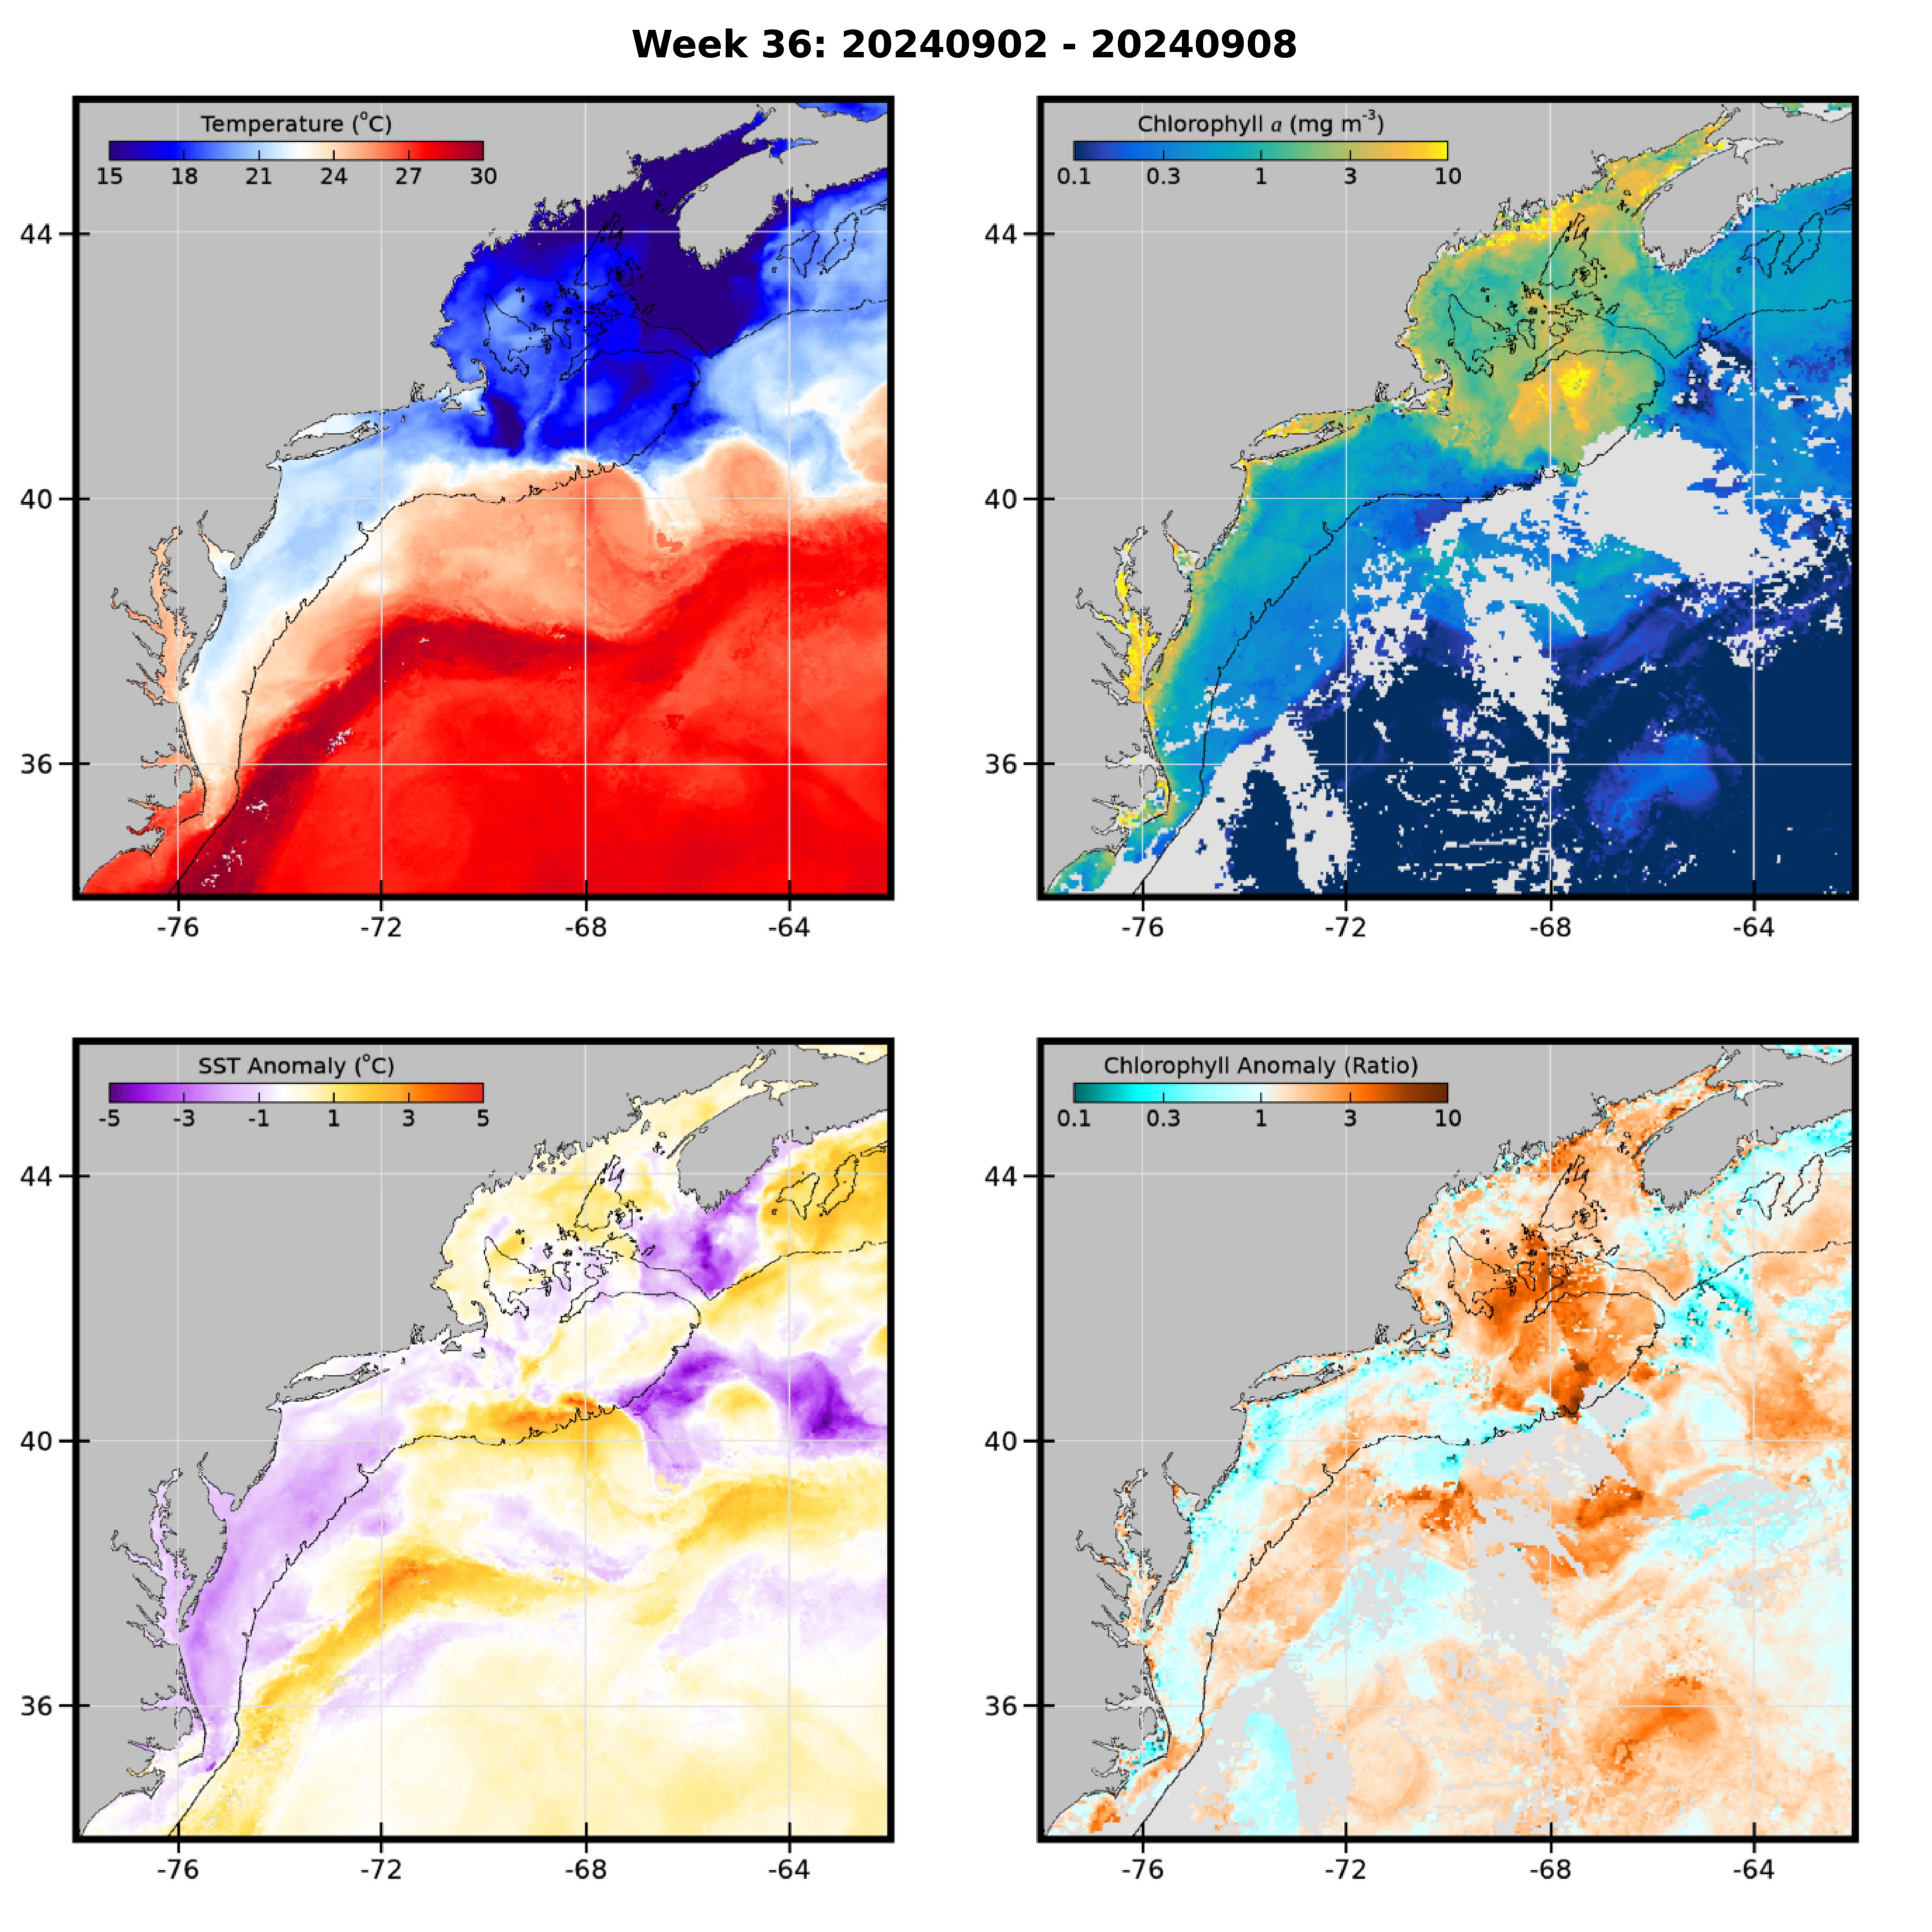 Week 36: 20240902 - 20240908
Temperature (°C)
15 18 21 24 27 30
44
40
36
-76 -72 -68 -64
Chlorophyll a (mg m⁻³)
0.1 0.3 1 3 10
44
40
36
-76 -72 -68 -64
SST Anomaly (°C)
-5 -3 -1 1 3 5
44
40
36
-76 -72 -68 -64
Chlorophyll Anomaly (Ratio)
0.1 0.3 1 3 10
44
40
36
-76 -72 -68 -64